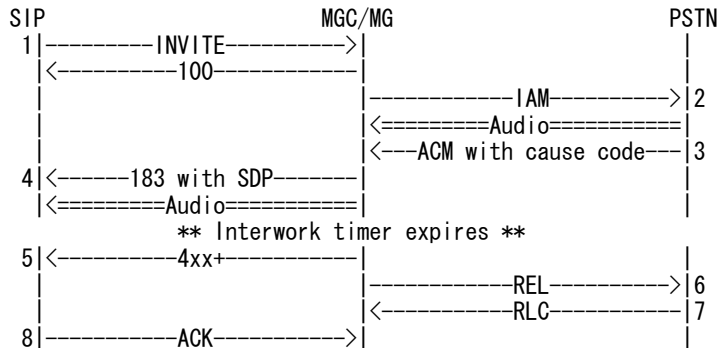 SIP                       MGC/MG                       PSTN
1|---------INVITE---------->|                          |
 |<----------100------------|                          |
 |                          |------------IAM---------->|2
 |                          |<=========Audio===========|
 |                          |<---ACM with cause code---|3
4|<------183 with SDP-------|                          |
 |<=========Audio===========|                          |
            ** Interwork timer expires **
5|<----------4xx+-----------|                          |
 |                          |------------REL---------->|6
 |                          |<-----------RLC-----------|7
8|-----------ACK----------->|                          |